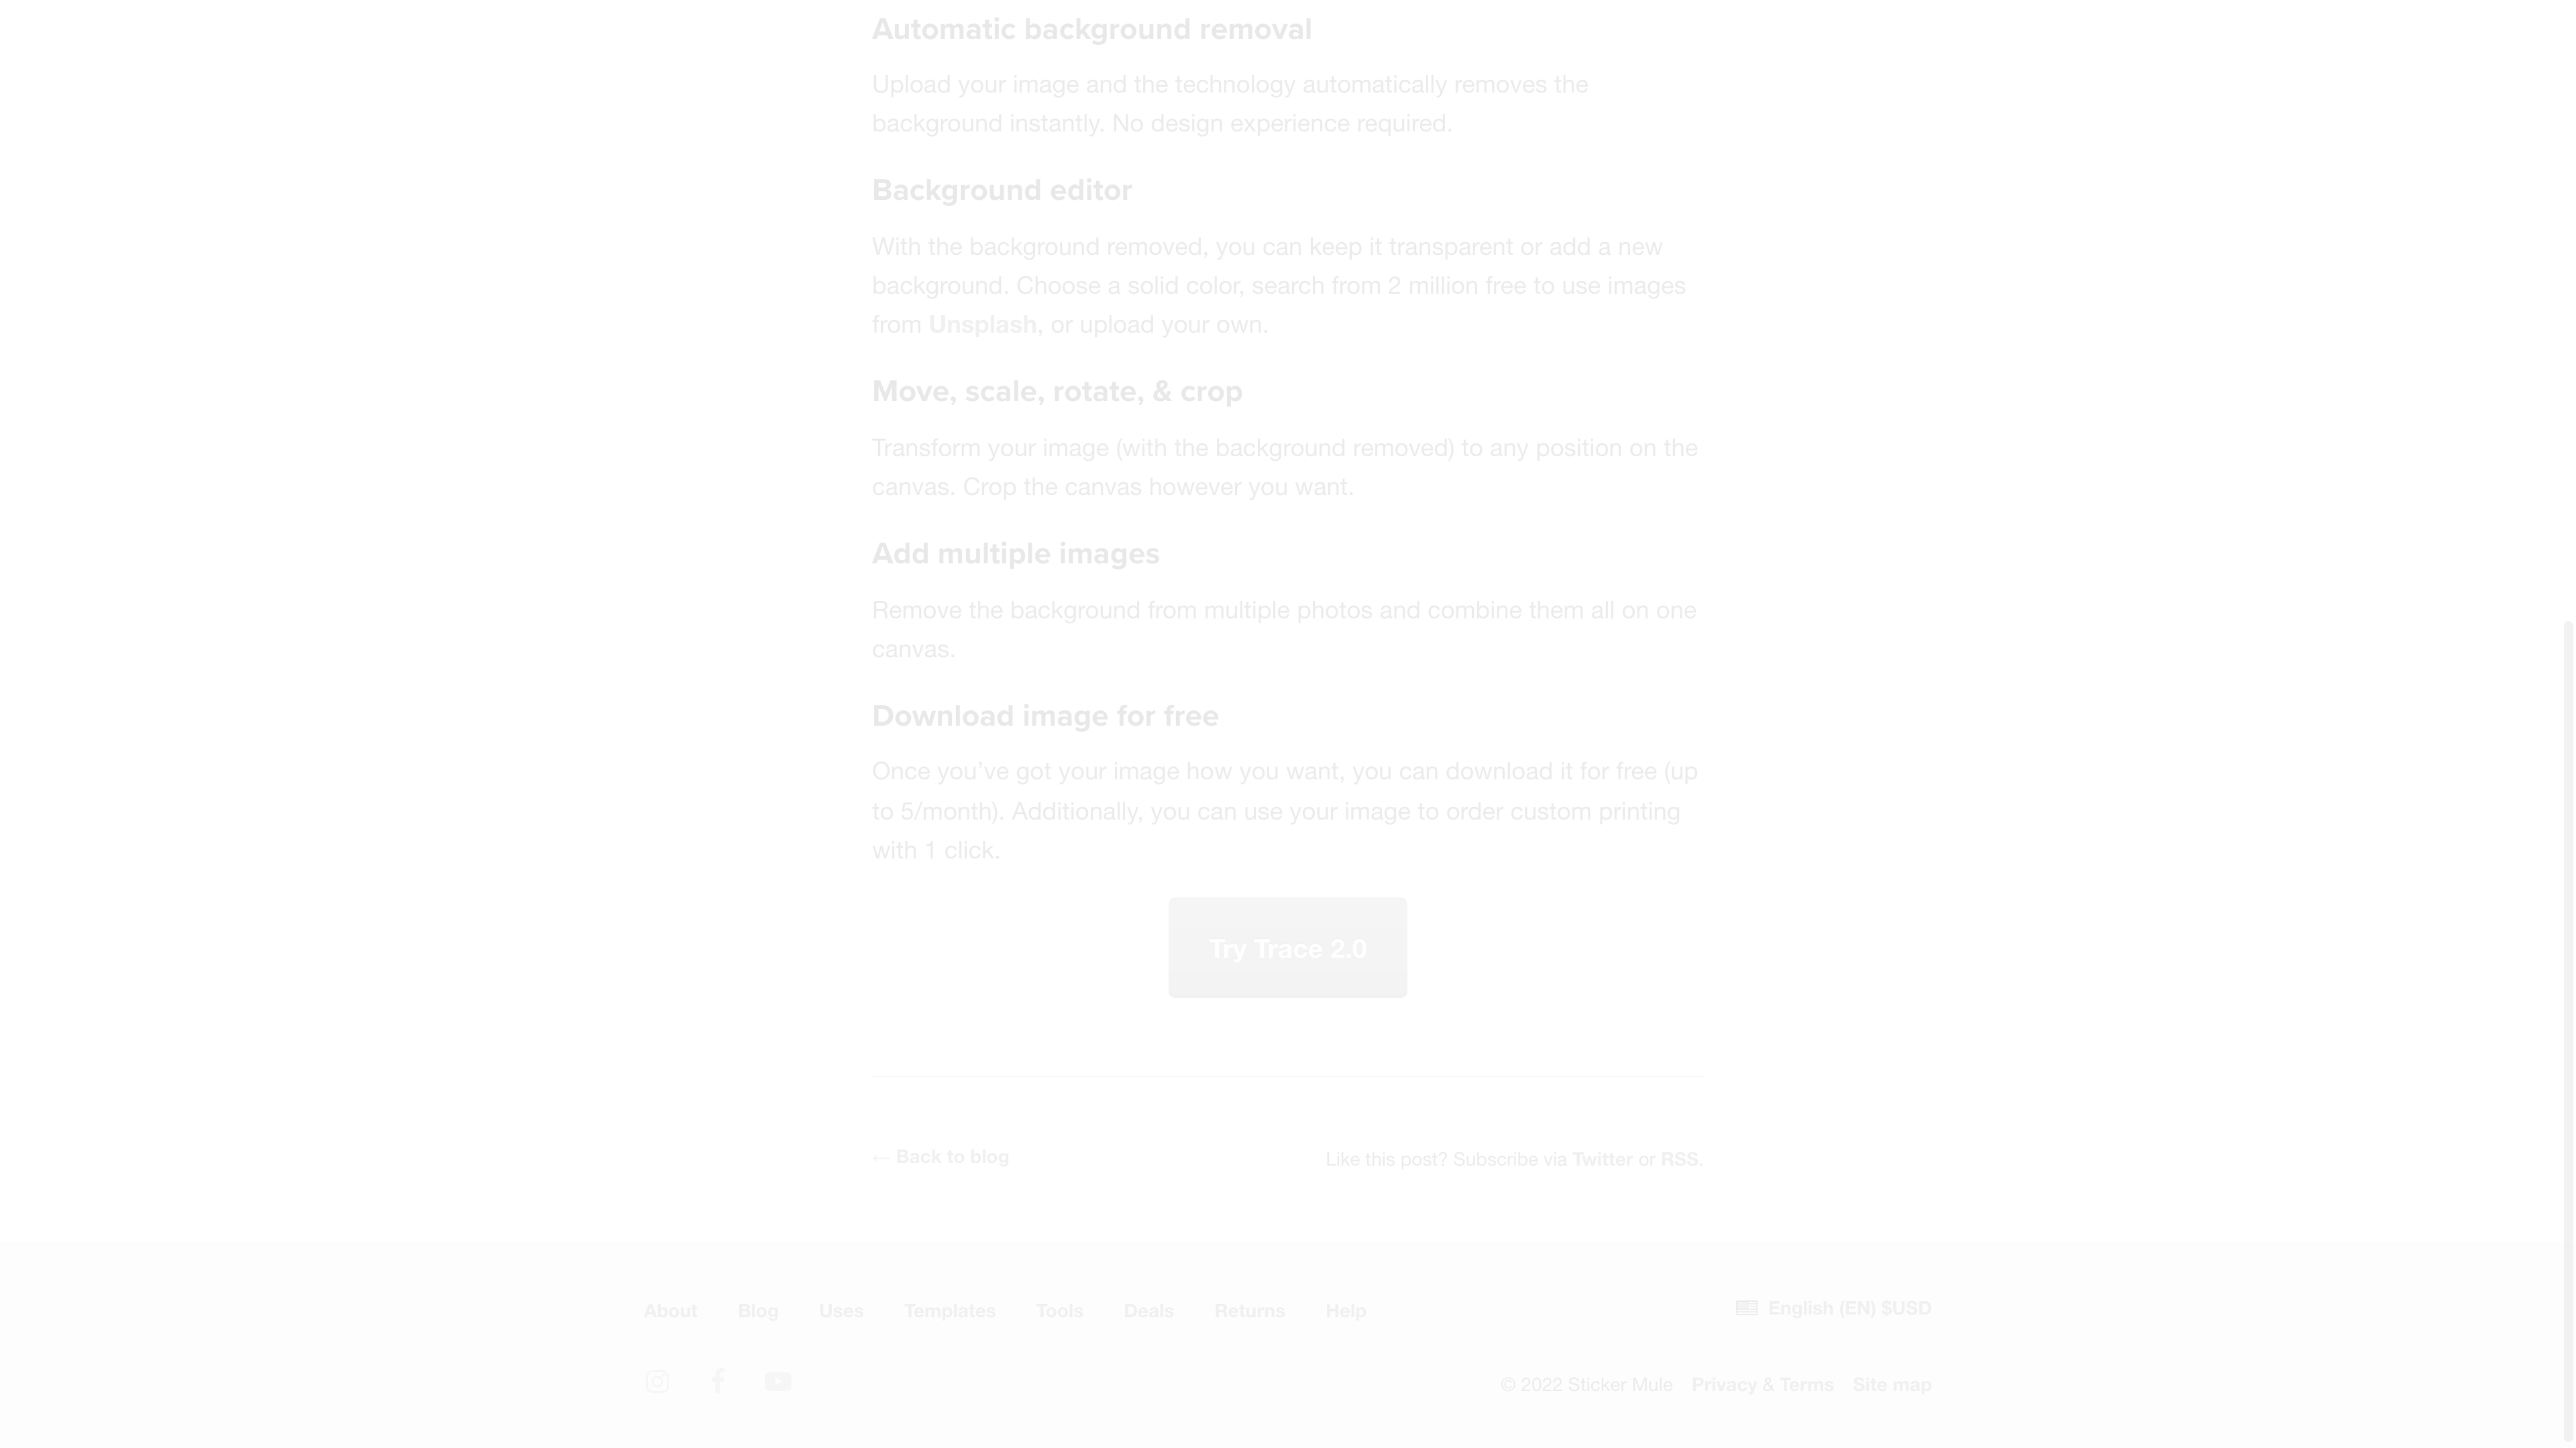 Automatic background removal
Upload your image and the technology automatically removes the
background instantly. No design experience required.
Background editor
With the background removed, you can keep it transparent or add a new
background. Choose a solid color, search from 2 million free to use images
from Unsplash, or upload your own.
Move, scale, rotate, & crop
Transform your image (with the background removed) to any position on the
canvas. Crop the canvas however you want.
Add multiple images
Remove the background from multiple photos and combine them all on one
canvas.
Download image for free
Once you’ve got your image how you want, you can download it for free (up
to 5/month). Additionally, you can use your image to order custom printing
with 1 click.
Try Trace 2.0
← Back to blog
Like this post? Subscribe via Twitter or RSS.
About Blog Uses Templates Tools Deals Returns Help
English (EN) $USD
© 2022 Sticker Mule Privacy & Terms Site map